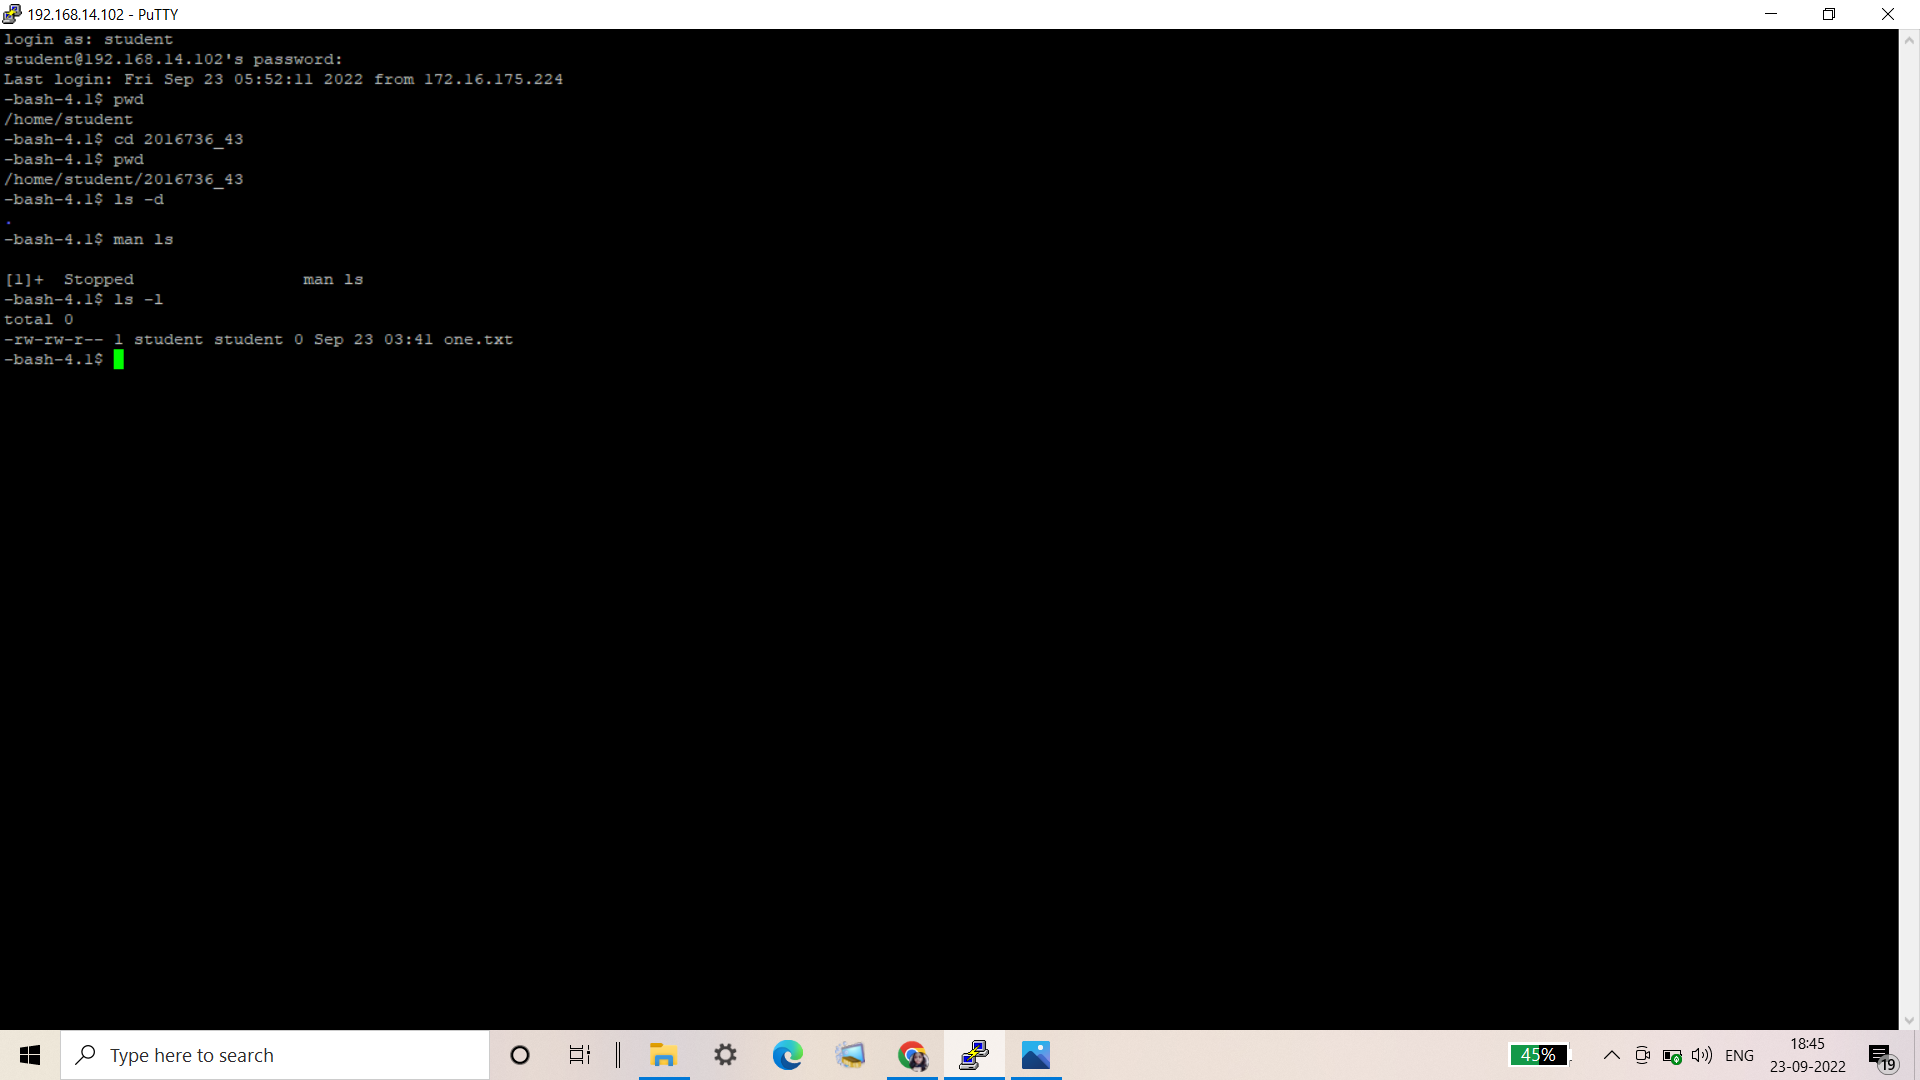 192.168.14.102 - PuTTY
login as: student
student@192.168.14.102's password:
Last login: Fri Sep 23 05:52:11 2022 from 172.16.175.224
-bash-4.1$ pwd
/home/student
-bash-4.1$ cd 2016736_43
-bash-4.1$ pwd
/home/student/2016736_43
-bash-4.1$ ls -d
.
-bash-4.1$ man ls
[1]+  Stopped                 man ls
-bash-4.1$ ls -l
total 0
-rw-rw-r-- 1 student student 0 Sep 23 03:41 one.txt
-bash-4.1$
Type here to search
45%
ENG
18:45
23-09-2022
19